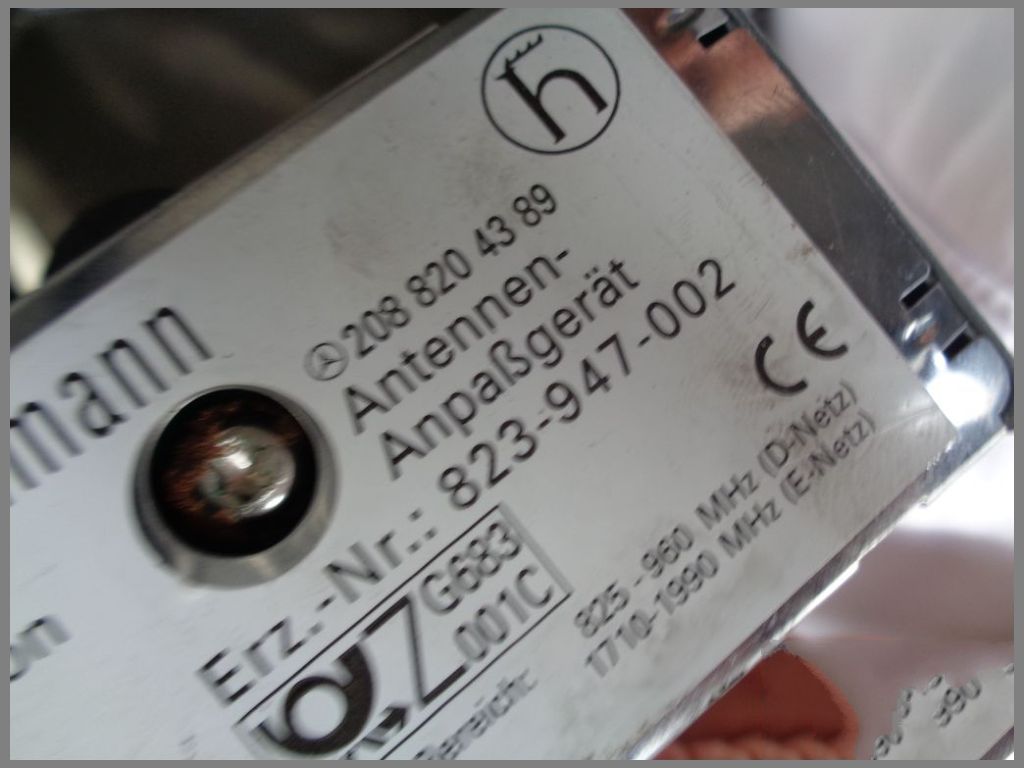 h
208 820 43 89
Antennen-
Anpaßgerät
Erz.-Nr.: 823-947-002
CE
G683
001C
825 - 960 MHz (D-Netz)
1710-1990 MHz (E-Netz)
mann